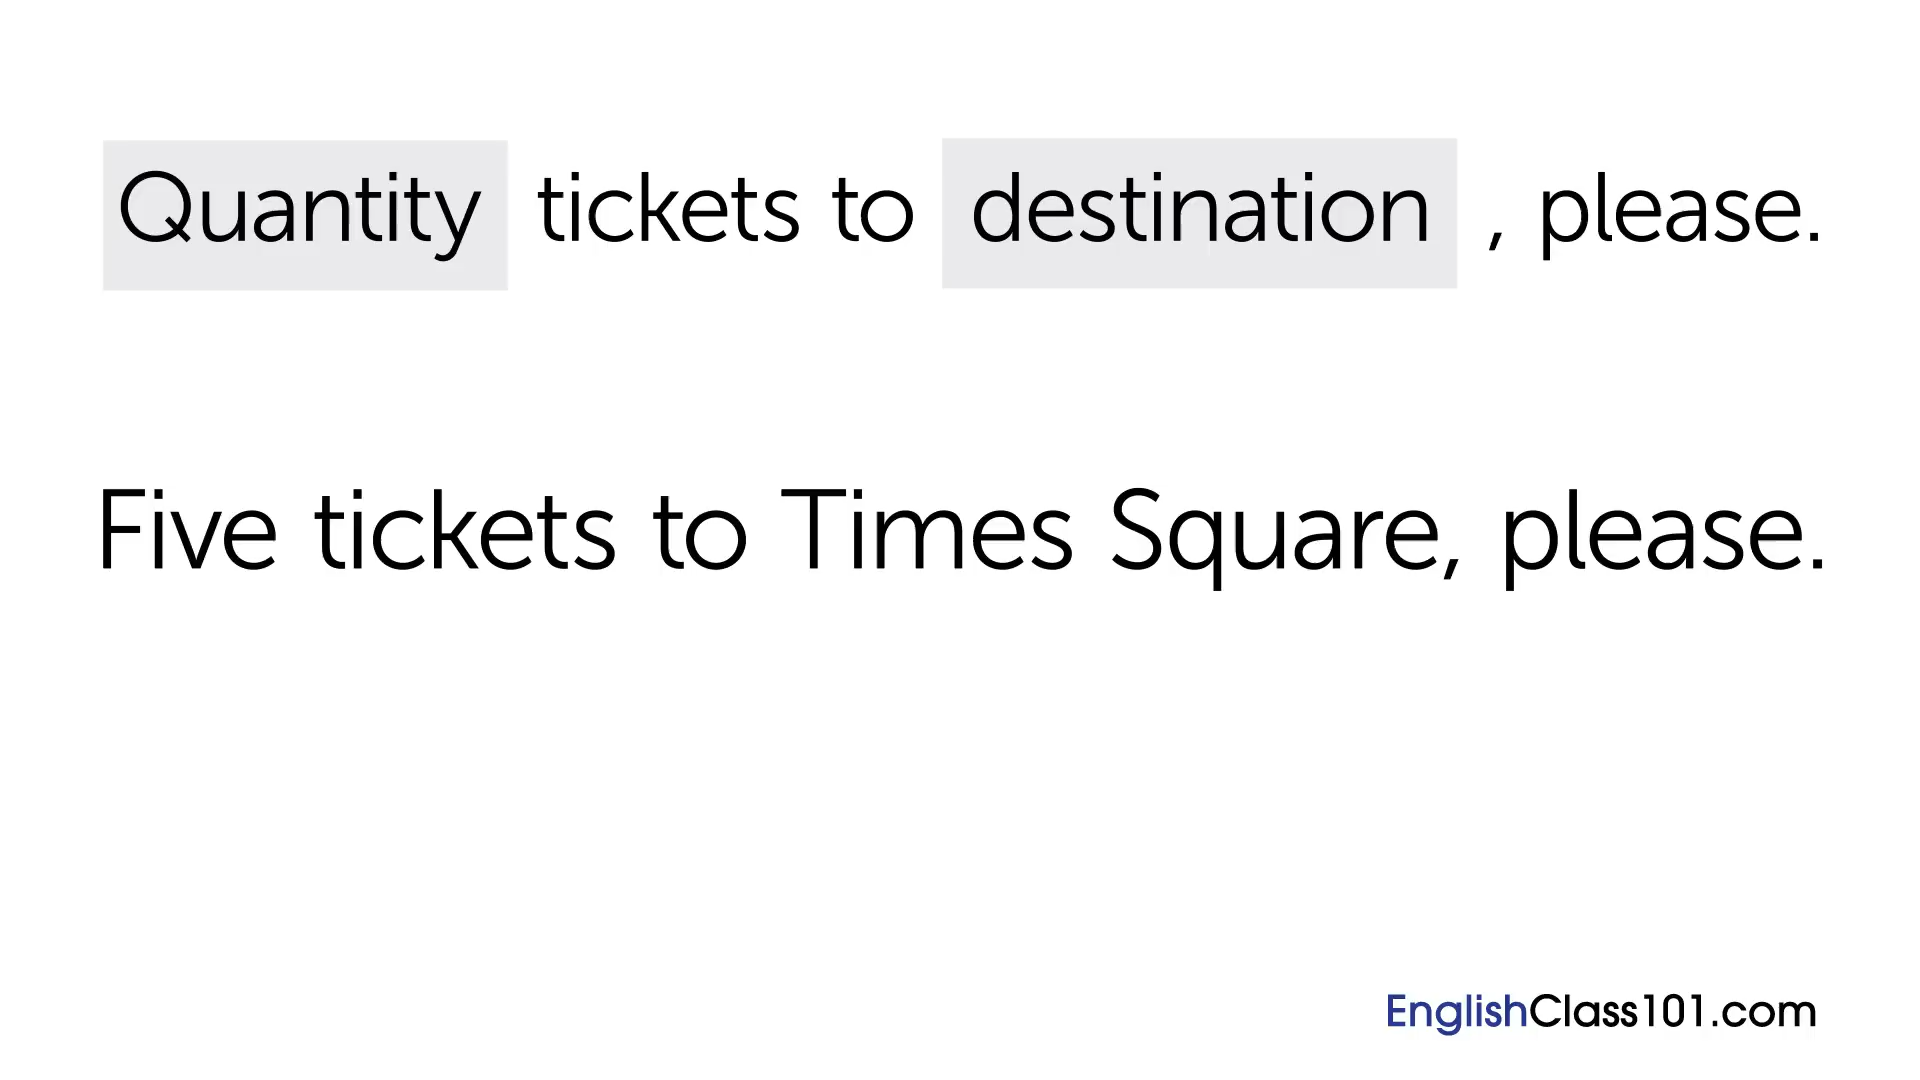 Quantity tickets to destination , please.
Five tickets to Times Square, please.
EnglishClass101.com